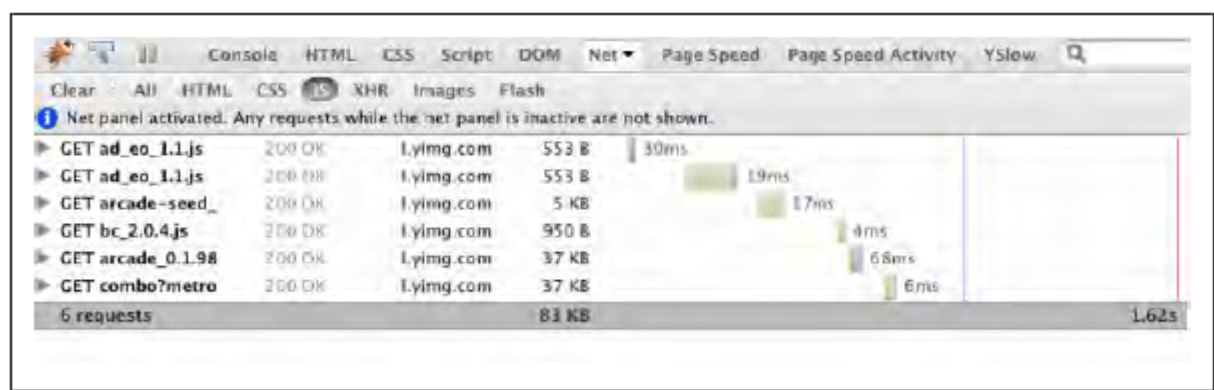 Console HTML CSS Script DOM Net Page Speed Page Speed Activity YSlow
Clear All HTML CSS JS XHR Images Flash
Net panel activated. Any requests while the net panel is inactive are not shown.
GET ad_eo_1.1.js 200 OK l.yimg.com 553 B 30ms
GET ad_eo_1.1.js 200 OK l.yimg.com 553 B 19ms
GET arcade-seed_ 200 OK l.yimg.com 5 KB 17ms
GET bc_2.0.4.js 200 OK l.yimg.com 950 B 4ms
GET arcade_0.1.98 200 OK l.yimg.com 37 KB 68ms
GET combo?metro 200 OK l.yimg.com 37 KB 6ms
6 requests 83 KB 1.62s